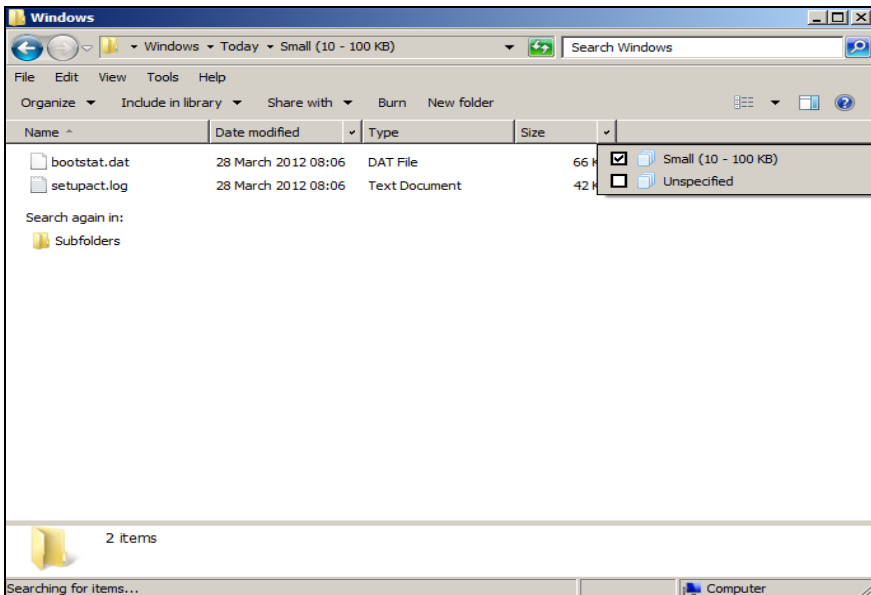 Windows
Windows Today Small (10 - 100 KB) Search Windows
File Edit View Tools Help
Organize Include in library Share with Burn New folder
Name Date modified Type Size
bootstat.dat 28 March 2012 08:06 DAT File 66 K
Small (10 - 100 KB)
setupact.log 28 March 2012 08:06 Text Document 42 K
Unspecified
Search again in:
Subfolders
2 items
Searching for items... Computer